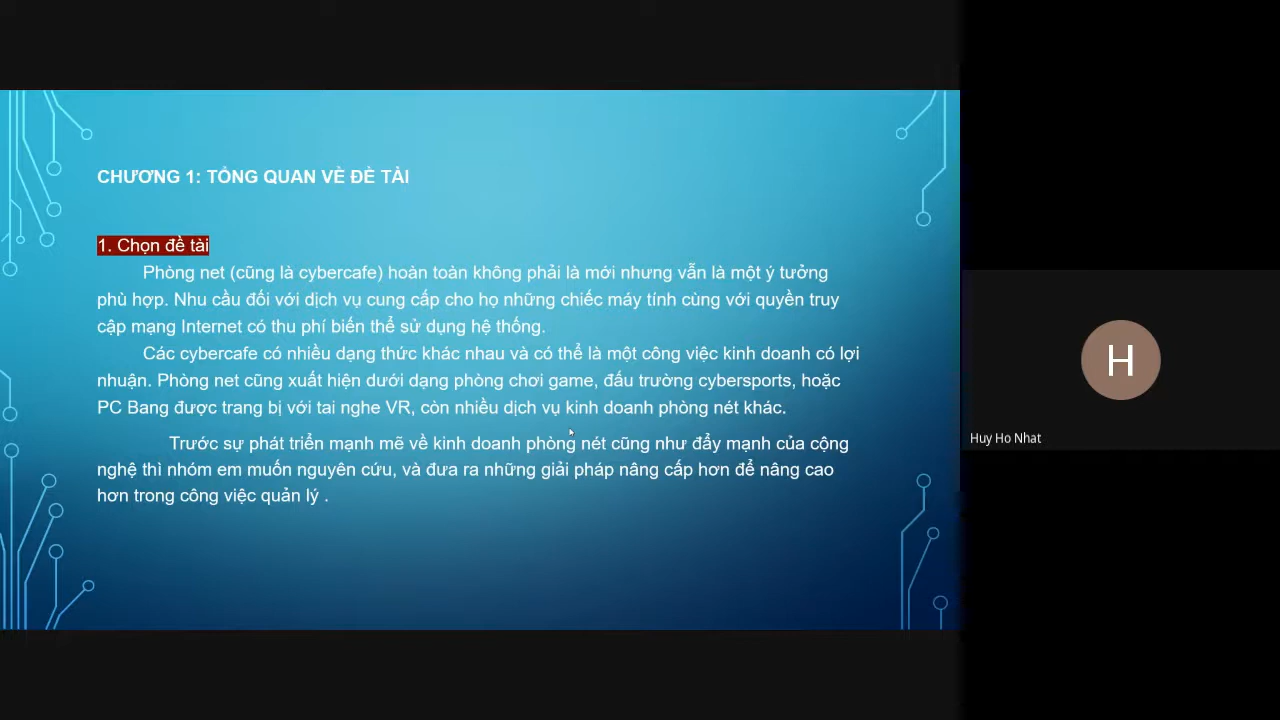 CHƯƠNG 1: TỔNG QUAN VỀ ĐỀ TÀI
1. Chọn đề tài
Phòng net (cũng là cybercafe) hoàn toàn không phải là mới nhưng vẫn là một ý tưởng
phù hợp. Nhu cầu đối với dịch vụ cung cấp cho họ những chiếc máy tính cùng với quyền truy
cập mạng Internet có thu phí biến thể sử dụng hệ thống.
Các cybercafe có nhiều dạng thức khác nhau và có thể là một công việc kinh doanh có lợi
nhuận. Phòng net cũng xuất hiện dưới dạng phòng chơi game, đấu trường cybersports, hoặc
PC Bang được trang bị với tai nghe VR, còn nhiều dịch vụ kinh doanh phòng nét khác.
Trước sự phát triển mạnh mẽ về kinh doanh phòng nét cũng như đẩy mạnh của cộng
nghệ thì nhóm em muốn nguyên cứu, và đưa ra những giải pháp nâng cấp hơn để nâng cao
hơn trong công việc quản lý .
H
Huy Ho Nhat